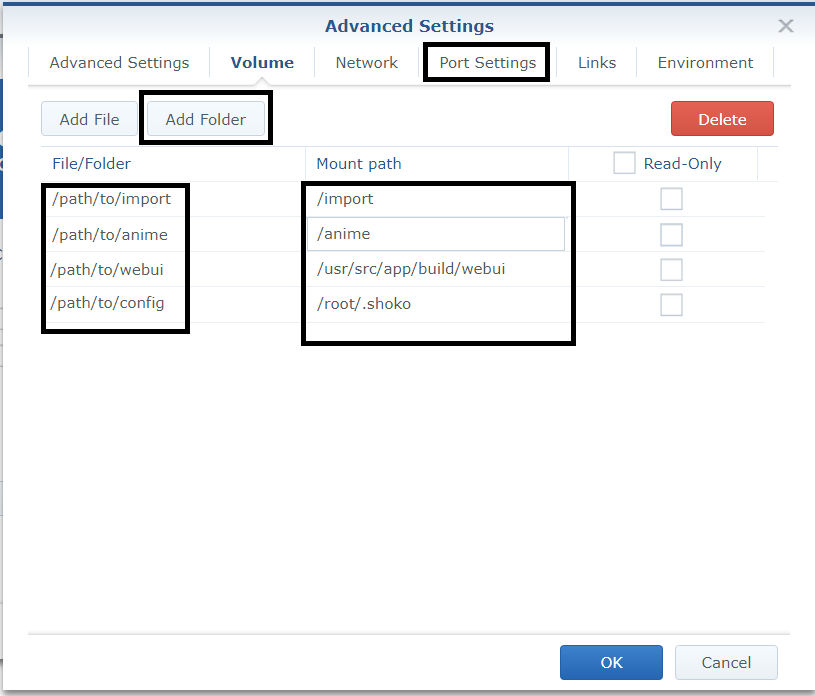 Advanced Settings
Advanced Settings Volume Network Port Settings Links Environment
Add File Add Folder Delete
File/Folder Mount path Read-Only
/path/to/import /import
/path/to/anime /anime
/path/to/webui /usr/src/app/build/webui
/path/to/config /root/.shoko
OK Cancel